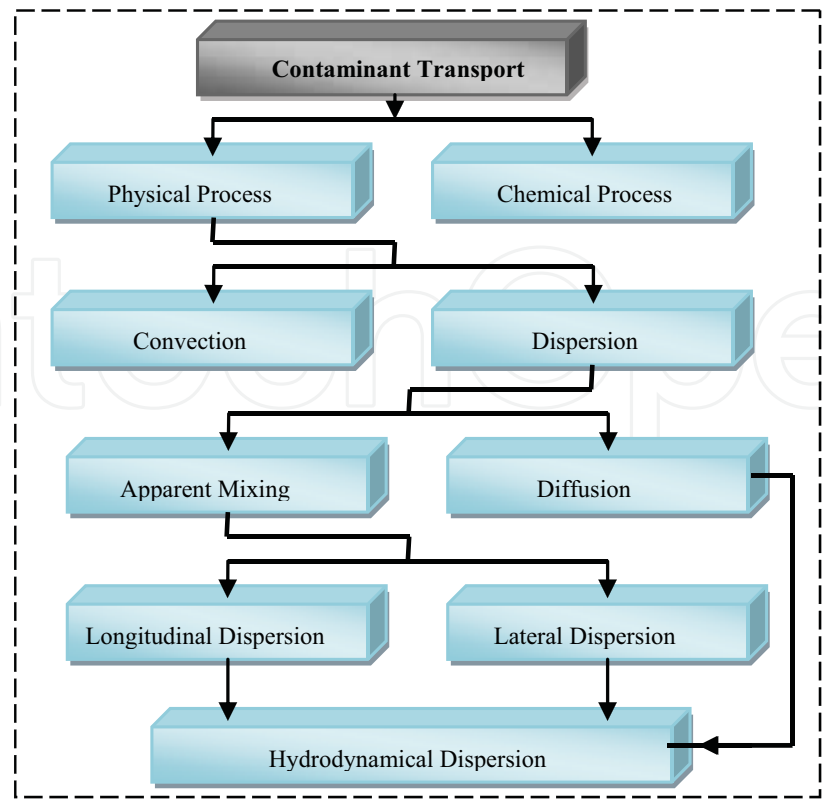 Contaminant Transport
Physical Process
Chemical Process
Convection
Dispersion
Apparent Mixing
Diffusion
Longitudinal Dispersion
Lateral Dispersion
Hydrodynamical Dispersion